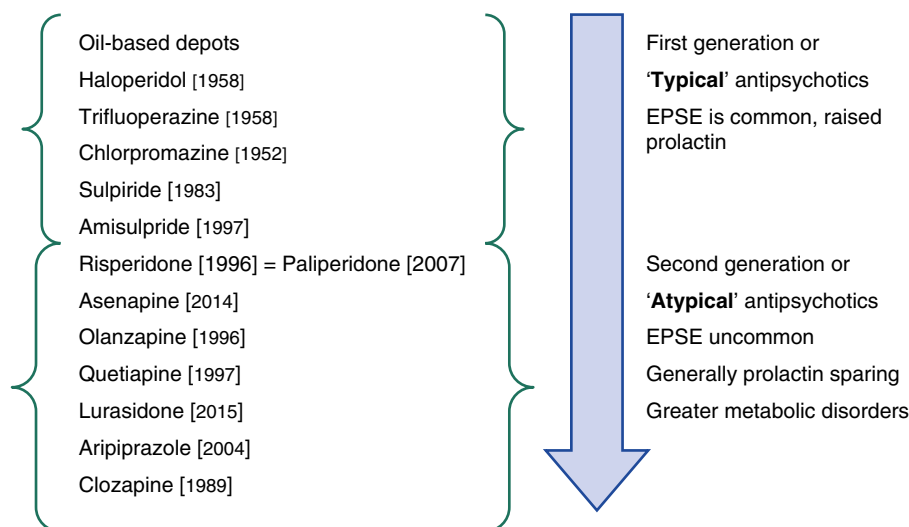 Oil-based depots
Haloperidol [1958]
Trifluoperazine [1958]
Chlorpromazine [1952]
Sulpiride [1983]
Amisulpride [1997]
Risperidone [1996] = Paliperidone [2007]
Asenapine [2014]
Olanzapine [1996]
Quetiapine [1997]
Lurasidone [2015]
Aripiprazole [2004]
Clozapine [1989]
First generation or
‘Typical’ antipsychotics
EPSE is common, raised
prolactin
Second generation or
‘Atypical’ antipsychotics
EPSE uncommon
Generally prolactin sparing
Greater metabolic disorders